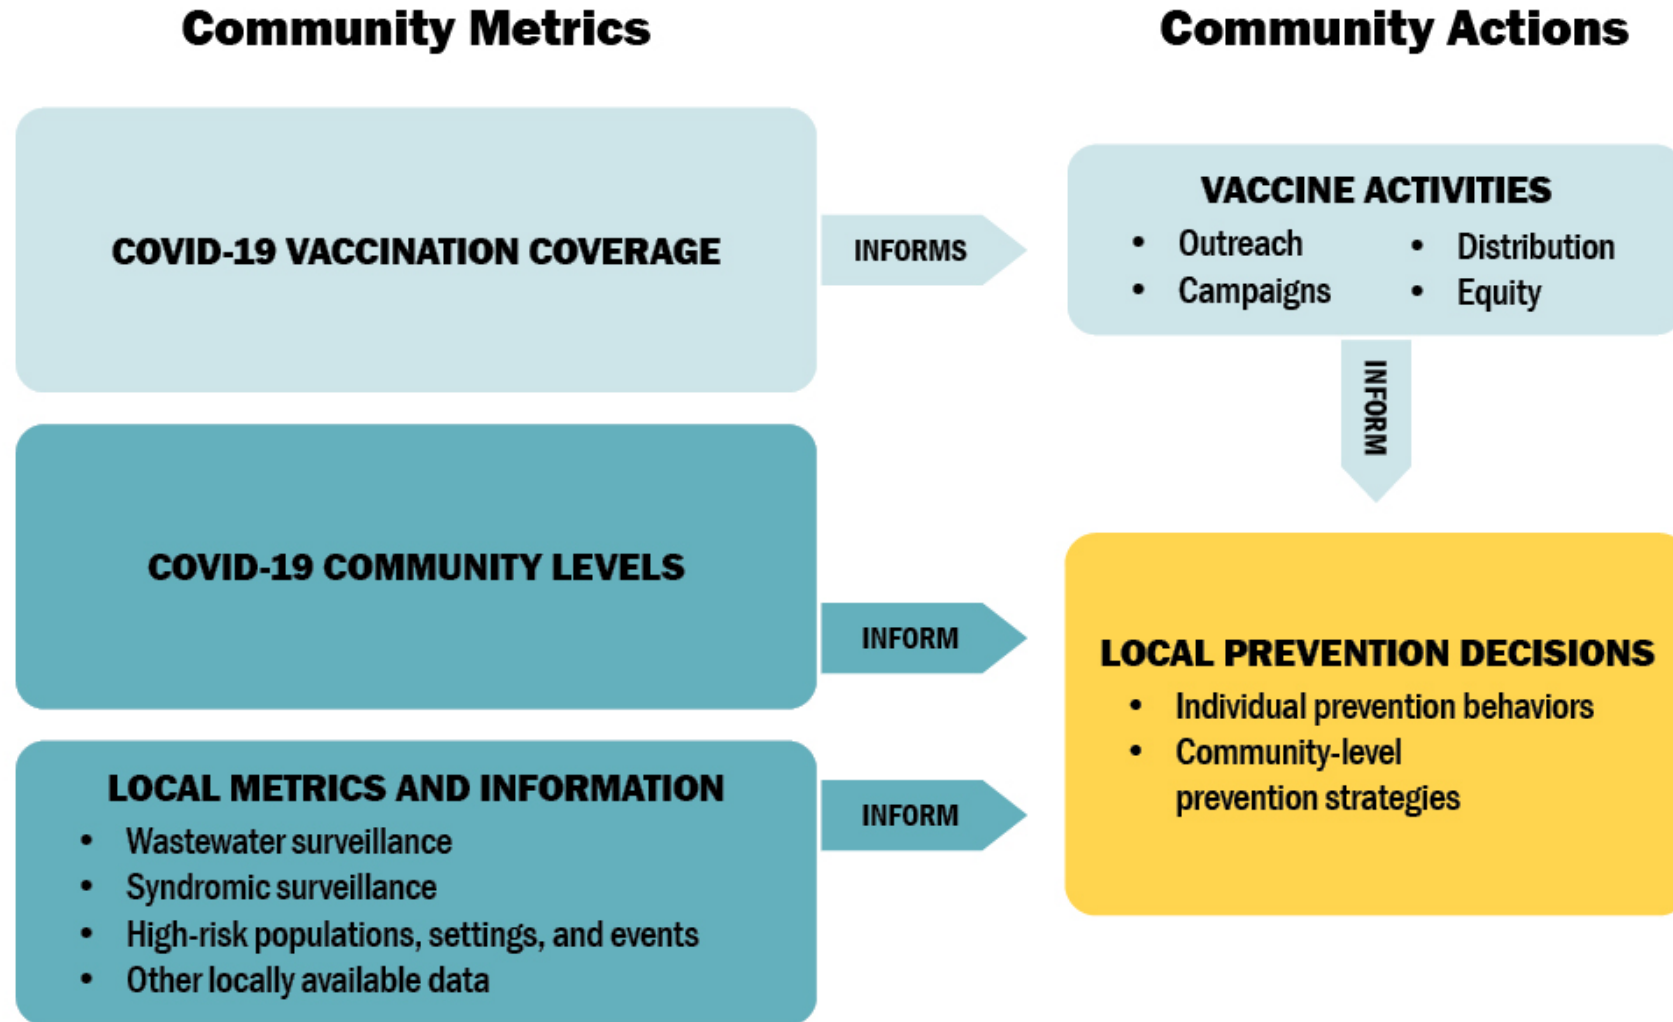 Community Metrics
Community Actions
COVID-19 VACCINATION COVERAGE
INFORMS
VACCINE ACTIVITIES
• Outreach
• Campaigns
• Distribution
• Equity
INFORM
COVID-19 COMMUNITY LEVELS
INFORM
LOCAL METRICS AND INFORMATION
• Wastewater surveillance
• Syndromic surveillance
• High-risk populations, settings, and events
• Other locally available data
INFORM
LOCAL PREVENTION DECISIONS
• Individual prevention behaviors
• Community-level
prevention strategies